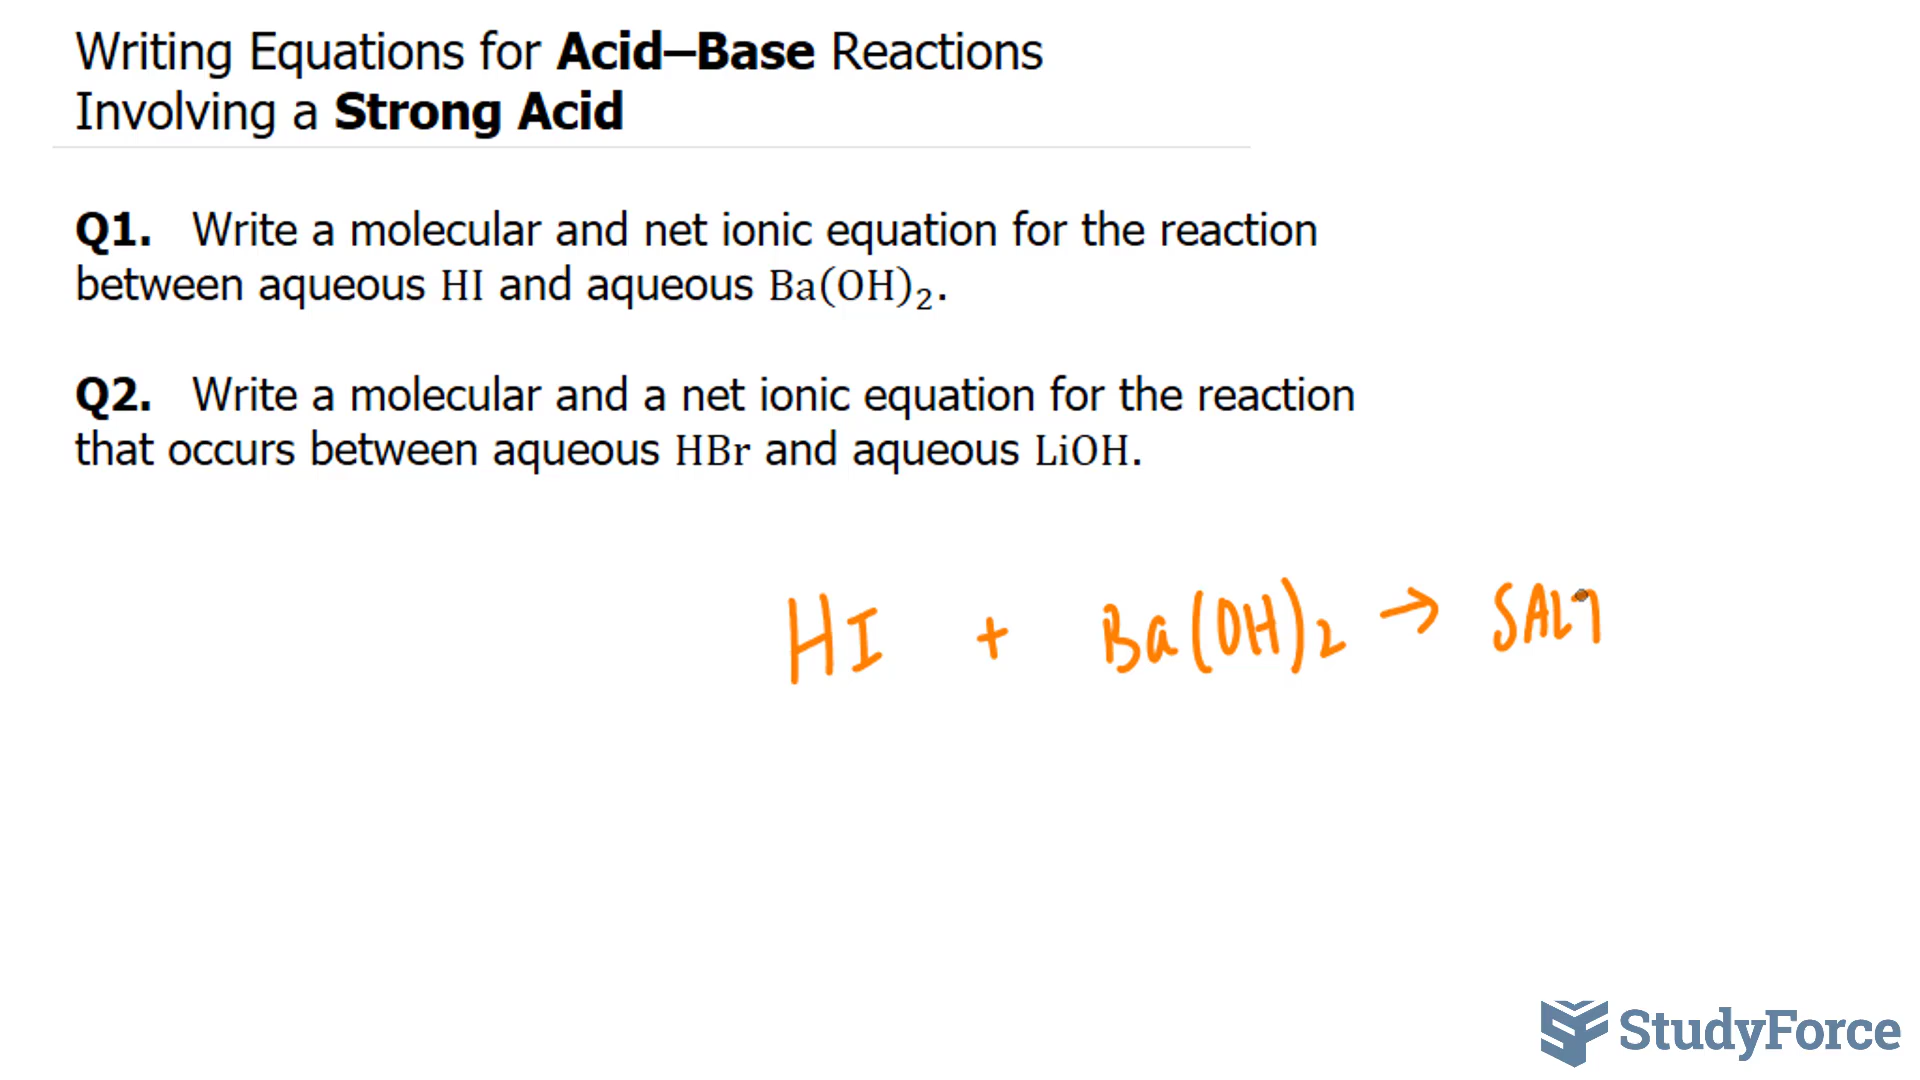 Writing Equations for Acid–Base Reactions
Involving a Strong Acid
Q1. Write a molecular and net ionic equation for the reaction
between aqueous HI and aqueous Ba(OH)₂.
Q2. Write a molecular and a net ionic equation for the reaction
that occurs between aqueous HBr and aqueous LiOH.
HI + Ba(OH)₂ → SALT
StudyForce